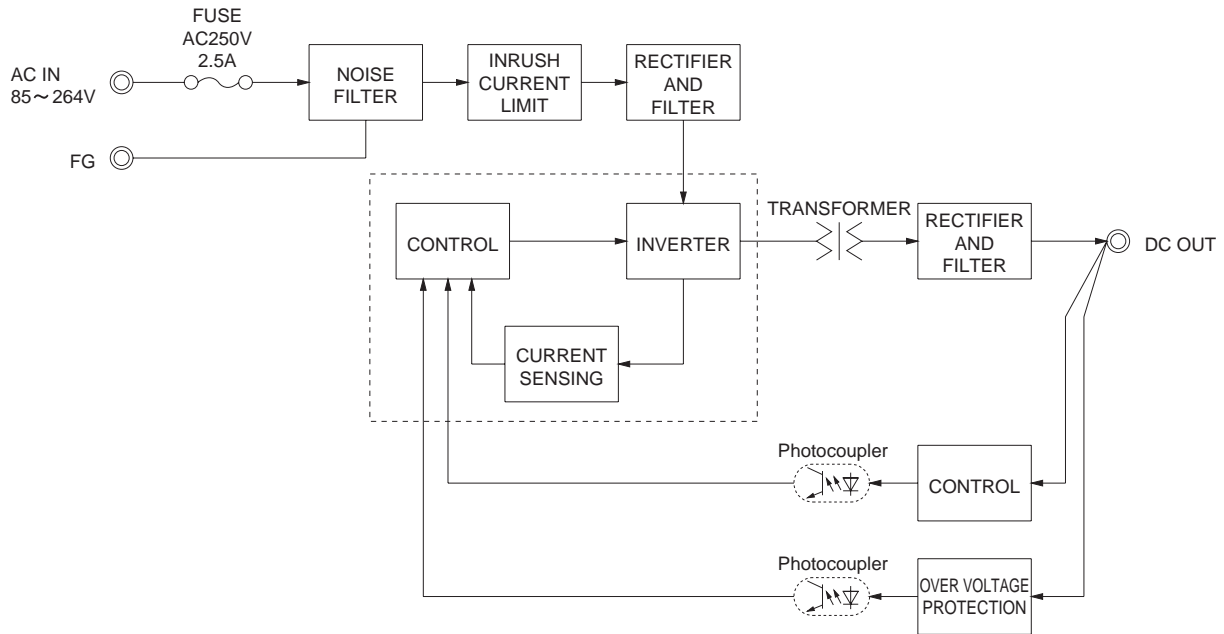 FUSE
AC250V
2.5A
AC IN
85～264V
FG
NOISE
FILTER
INRUSH
CURRENT
LIMIT
RECTIFIER
AND
FILTER
CONTROL
INVERTER
TRANSFORMER
RECTIFIER
AND
FILTER
DC OUT
CURRENT
SENSING
Photocoupler
CONTROL
Photocoupler
OVER VOLTAGE
PROTECTION